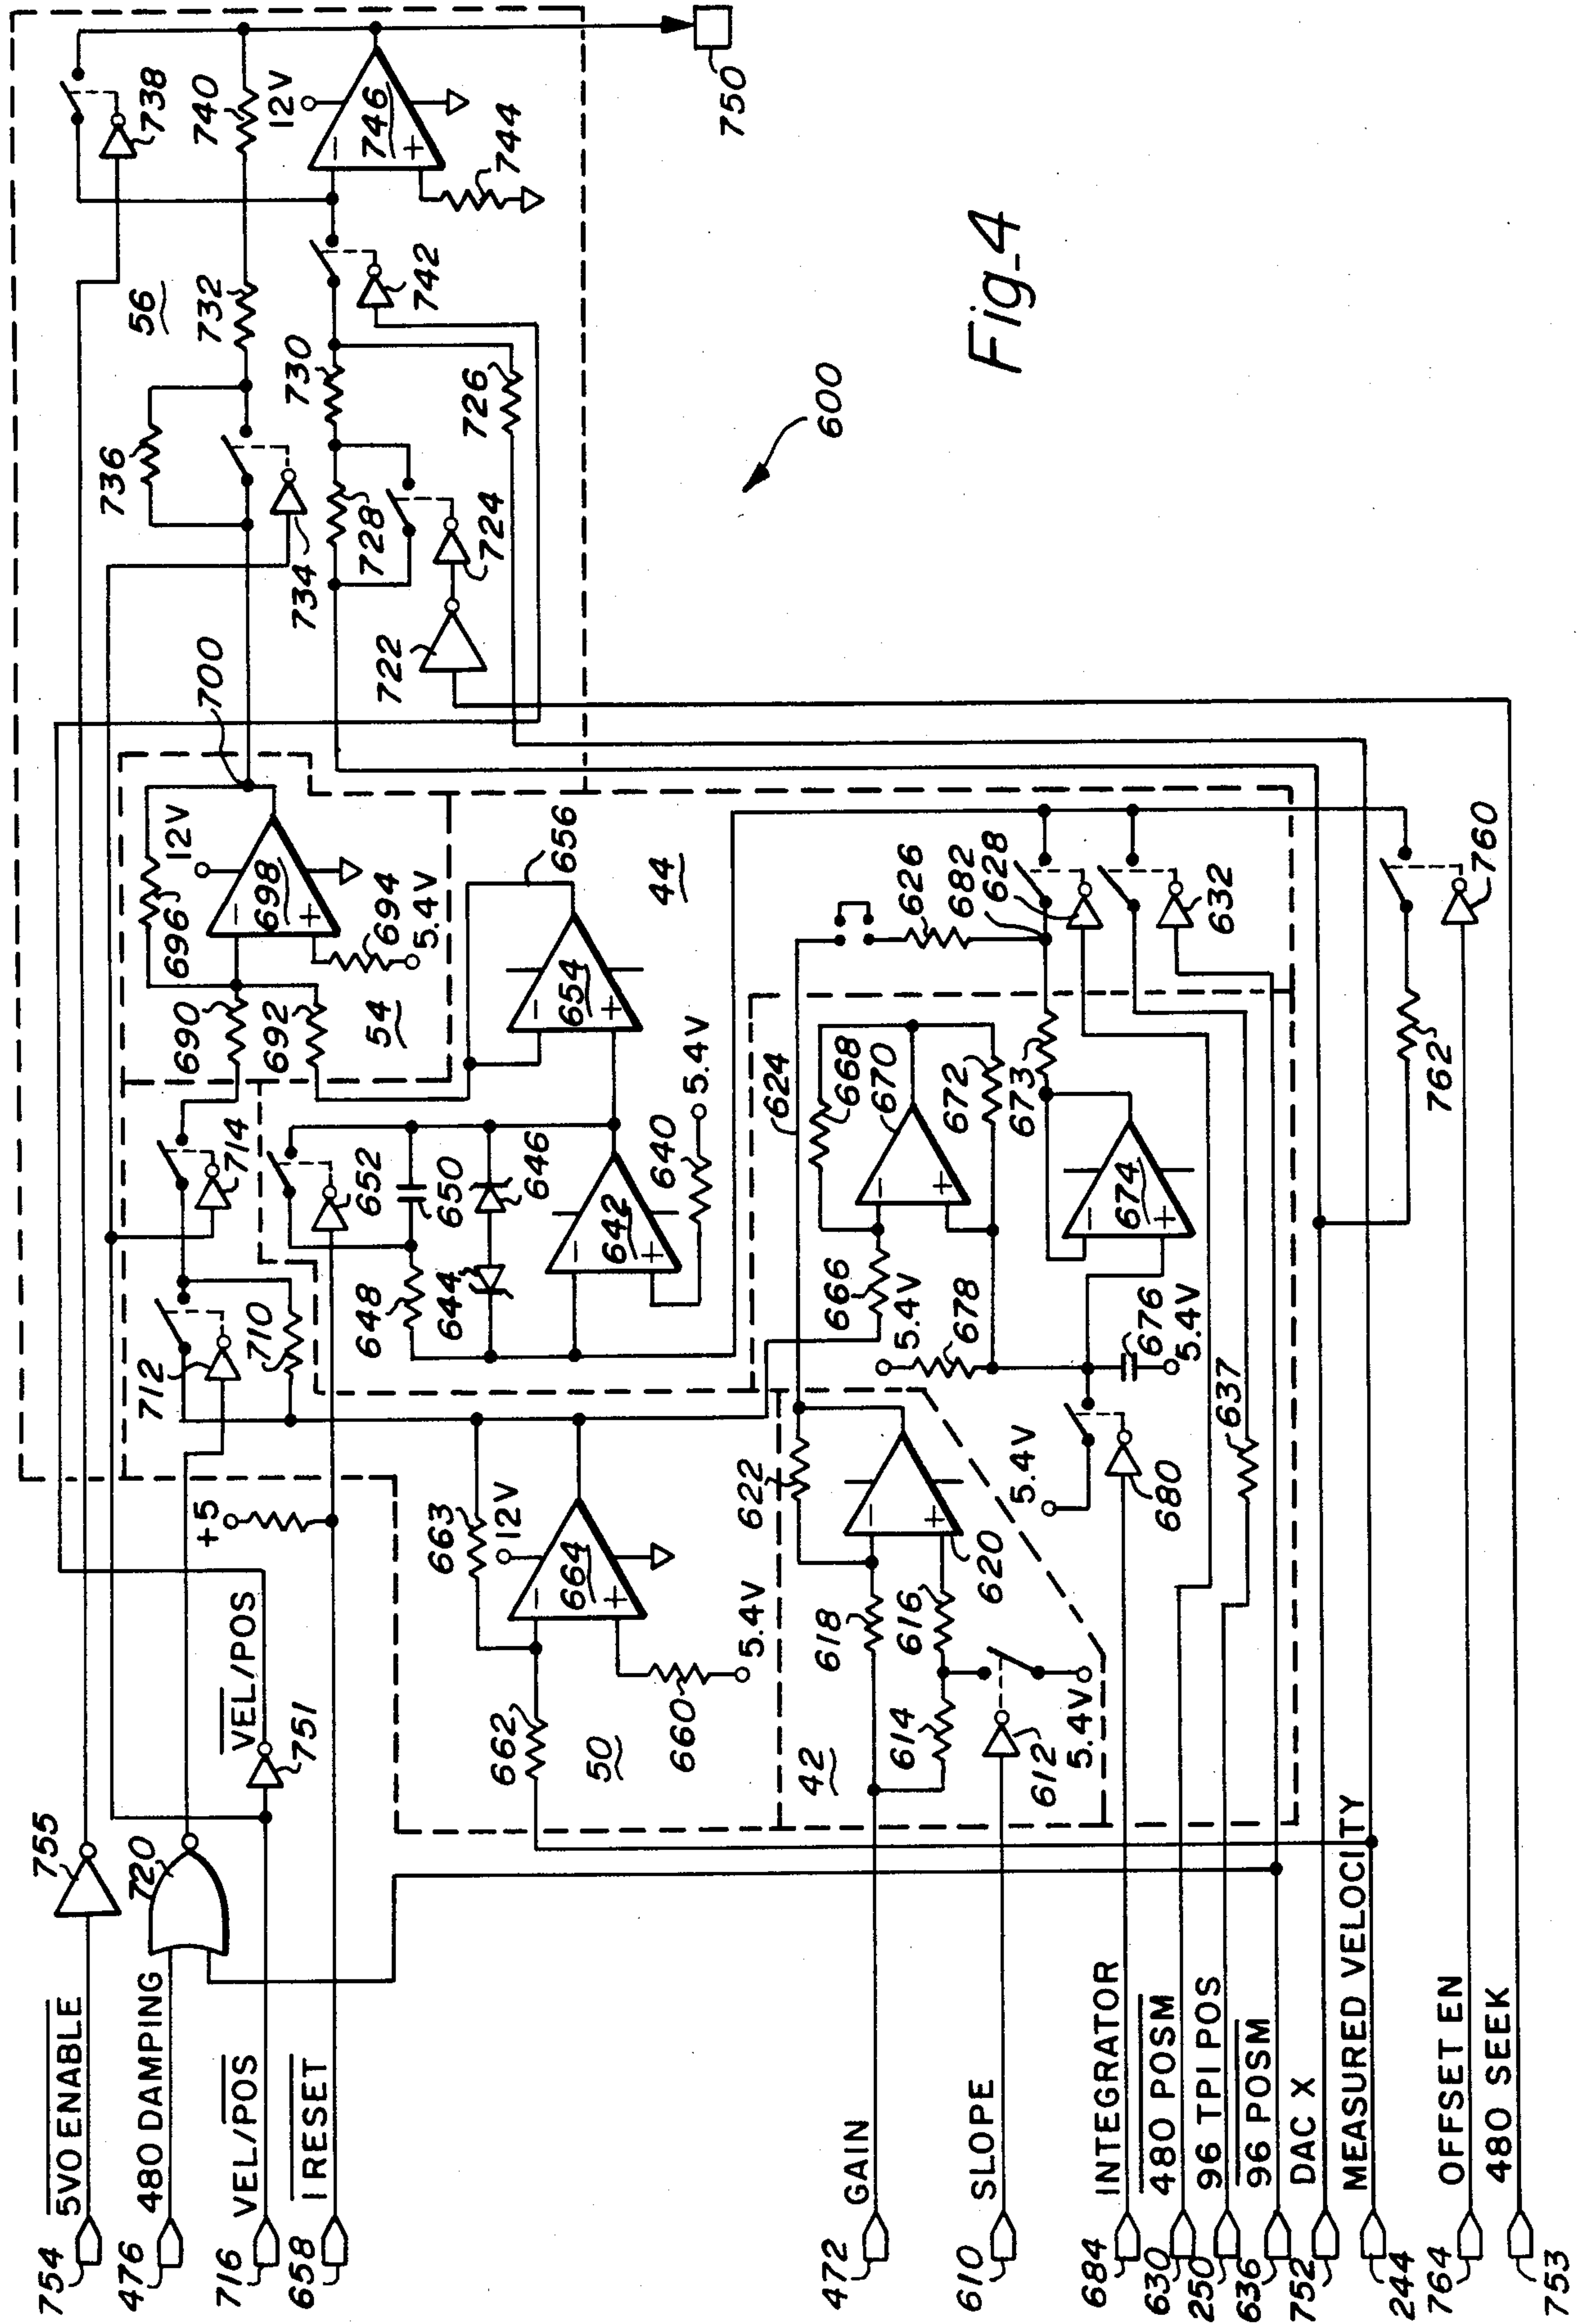 738
740
12V
746
744
750
56
732
742
736
730
726
734
728
724
722
600
Fig_4
700
12V
696
698
694
5.4V
690
692
54
656
654
44
714
652
650
646
642
640
5.4V
712
710
648
644
624
668
670
672
673
674
666
5.4V
678
676
5.4V
626
682
628
632
760
762
637
+5
663
12V
664
5.4V
660
662
50
622
620
618
616
614
612
42
5.4V
5.4V
680
VEL/POS
751
755
720
754 5VO ENABLE
476 480 DAMPING
716 VEL/POS
658 I RESET
472 GAIN
610 SLOPE
684 INTEGRATOR
630 480 POSM
250 96 TPI POS
636 96 POSM
752 DAC X
244 MEASURED VELOCITY
764 OFFSET EN
753 480 SEEK